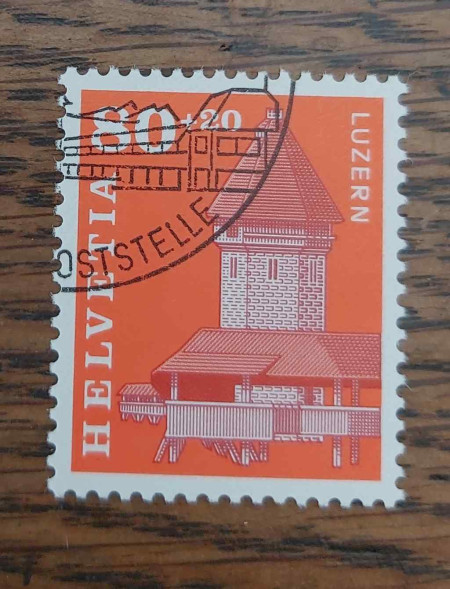 80+20
LUZERN
HELVETIA
OSTSTELLE